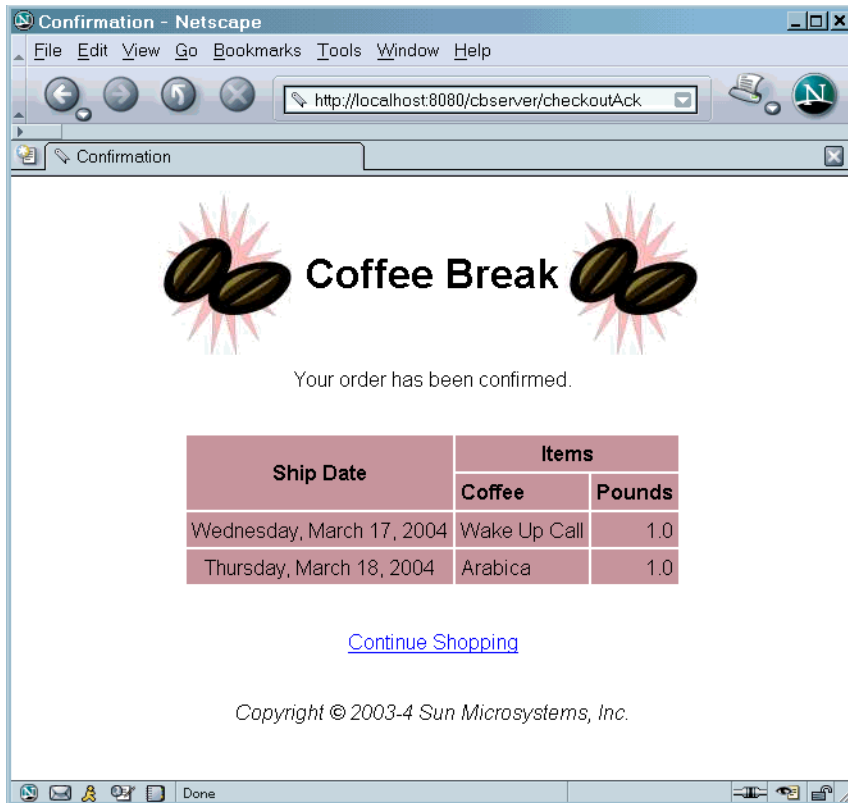 Confirmation - Netscape
File Edit View Go Bookmarks Tools Window Help
http://localhost:8080/cbserver/checkoutAck
N
Confirmation
Coffee Break
Your order has been confirmed.
Ship Date
Items
Coffee Pounds
Wednesday, March 17, 2004 Wake Up Call 1.0
Thursday, March 18, 2004 Arabica 1.0
Continue Shopping
Copyright © 2003-4 Sun Microsystems, Inc.
Done